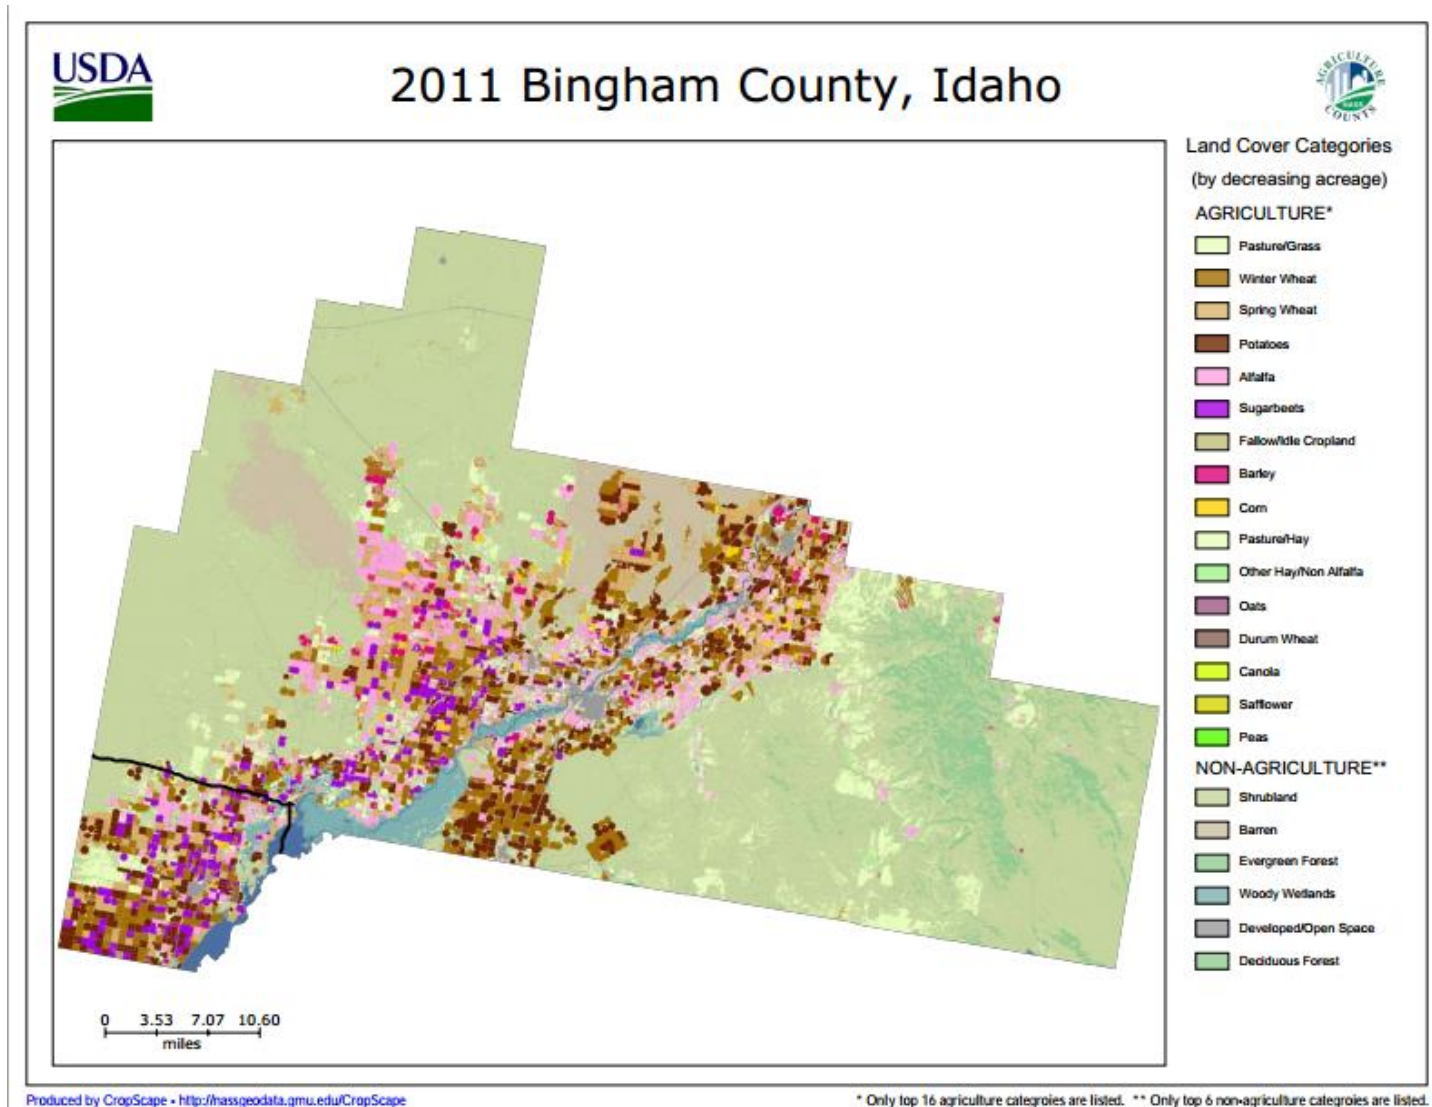 USDA
2011 Bingham County, Idaho
AGRICULTURE
NASS
COUNTS
Land Cover Categories
(by decreasing acreage)
AGRICULTURE*
Pasture/Grass
Winter Wheat
Spring Wheat
Potatoes
Alfalfa
Sugarbeets
Fallow/Idle Cropland
Barley
Corn
Pasture/Hay
Other Hay/Non Alfalfa
Oats
Durum Wheat
Canola
Safflower
Peas
NON-AGRICULTURE**
Shrubland
Barren
Evergreen Forest
Woody Wetlands
Developed/Open Space
Deciduous Forest
0 3.53 7.07 10.60
miles
Produced by CropScape - http://nassgeodata.gmu.edu/CropScape
* Only top 16 agriculture categroies are listed. ** Only top 6 non-agriculture categroies are listed.